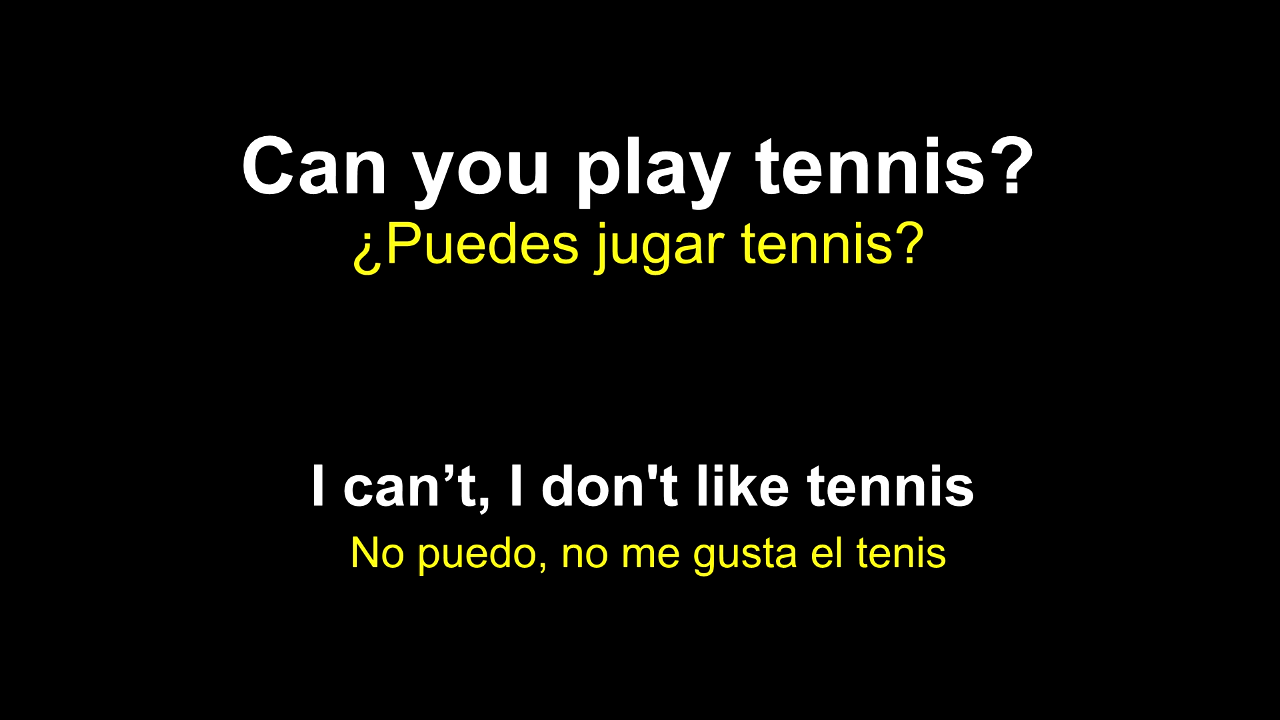 Can you play tennis?
¿Puedes jugar tennis?
I can’t, I don't like tennis
No puedo, no me gusta el tenis